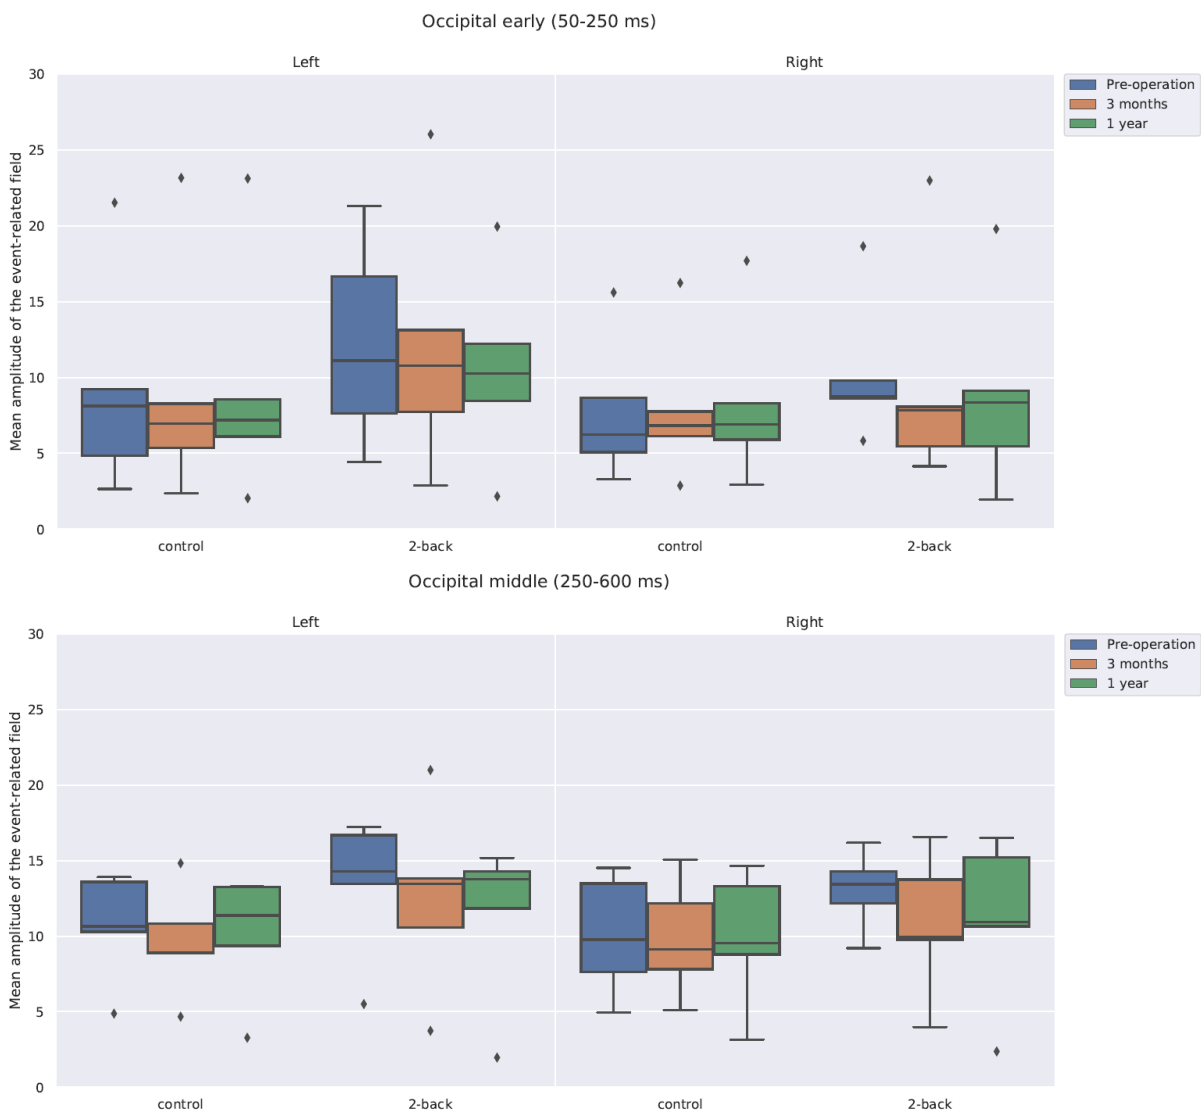 Occipital early (50-250 ms)
Left
Right
30
25
20
15
10
5
0
Mean amplitude of the event-related field
control
2-back
control
2-back
Pre-operation
3 months
1 year
Occipital middle (250-600 ms)
Left
Right
30
25
20
15
10
5
0
Mean amplitude of the event-related field
control
2-back
control
2-back
Pre-operation
3 months
1 year